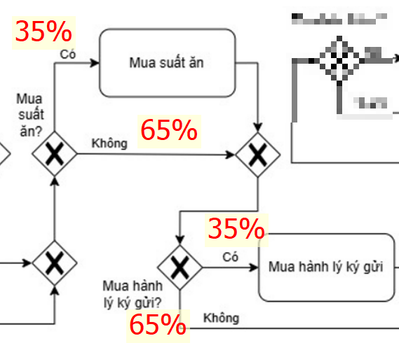 35%
Có
Mua suất ăn
Mua
suất
ăn?
65%
Không
35%
Có
Mua hành lý ký gửi
Mua hành
lý ký gửi?
65%
Không